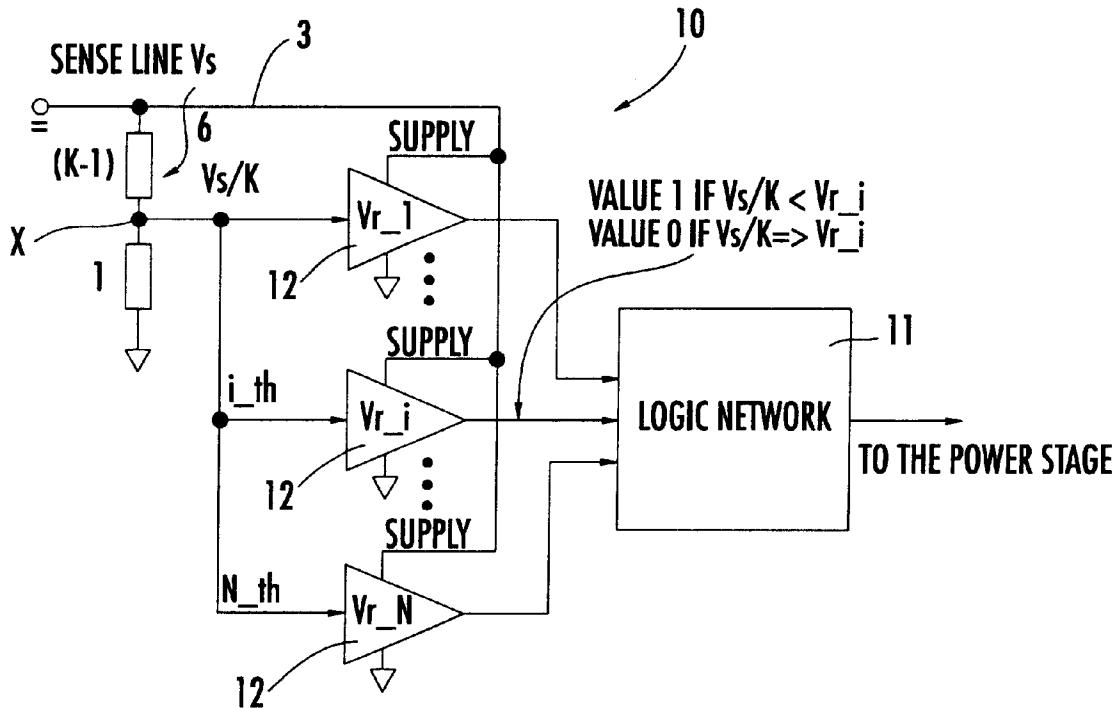 3
10
SENSE LINE Vs
=
6
SUPPLY
(K-1)
Vs/K
VALUE 1 IF Vs/K < Vr_i
VALUE 0 IF Vs/K=> Vr_i
Vr_1
X
12
1
SUPPLY
11
i_th
Vr_i
LOGIC NETWORK
TO THE POWER STAGE
12
SUPPLY
N_th
Vr_N
12